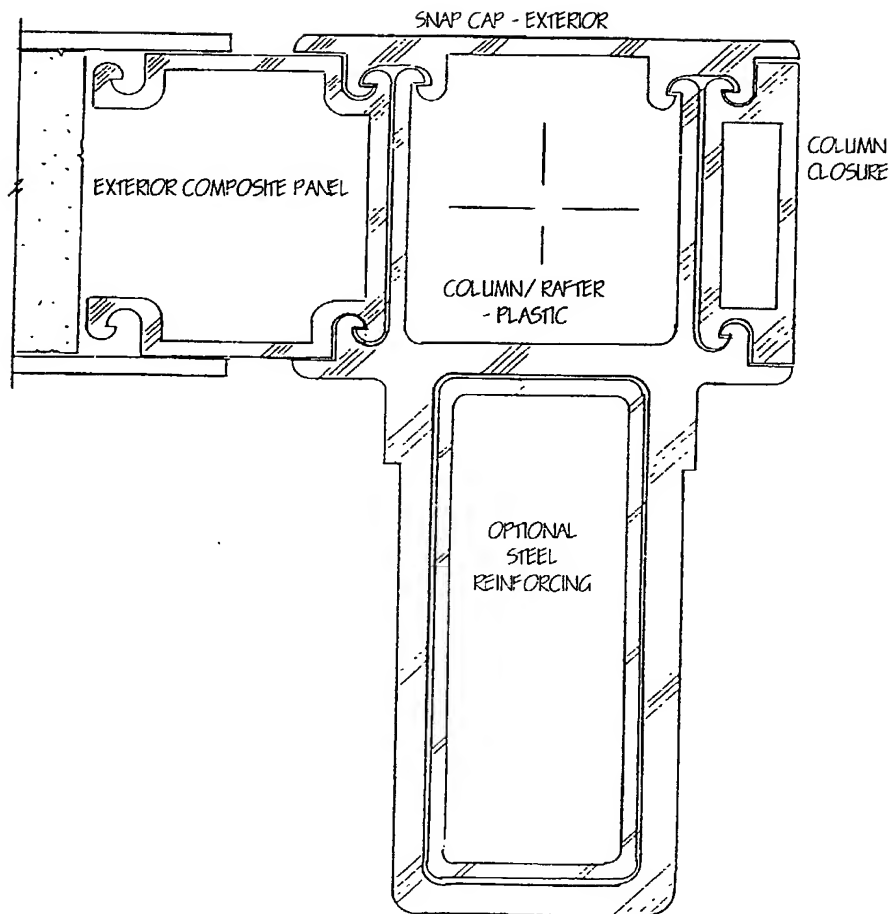 SNAP CAP - EXTERIOR
COLUMN
CLOSURE
EXTERIOR COMPOSITE PANEL
COLUMN/ RAFTER
- PLASTIC
OPTIONAL
STEEL
REINFORCING